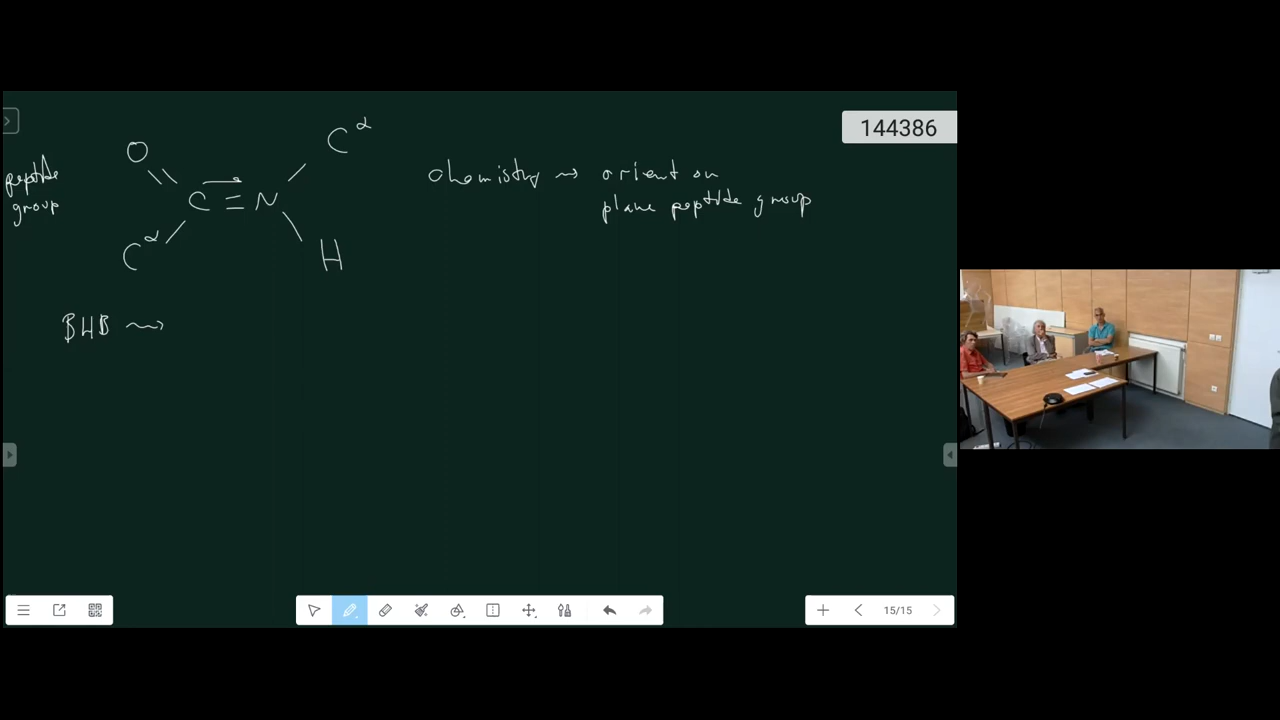 144386
O
C α
peptide
group
C = N
chemistry ⇝ orient on
plane peptide group
C α
H
BHB ⇝
15/15